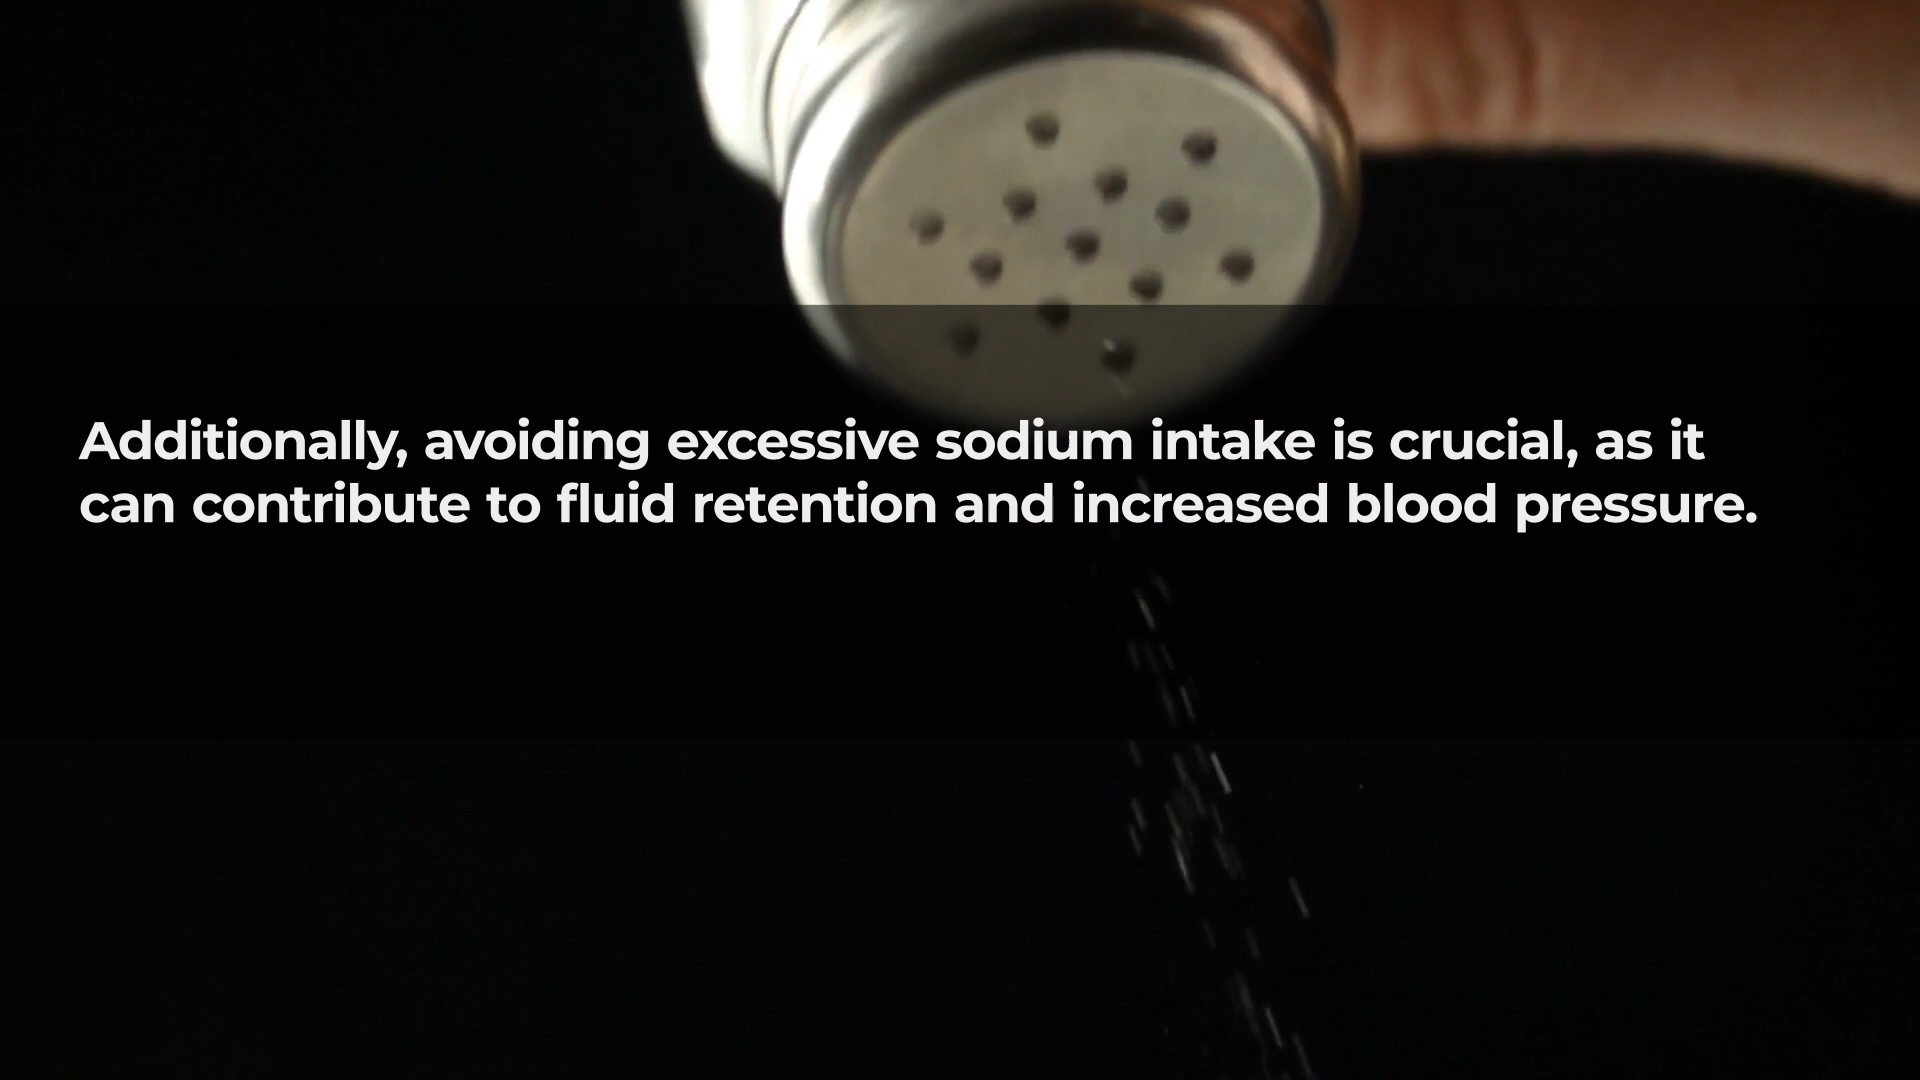 Additionally, avoiding excessive sodium intake is crucial, as it
can contribute to fluid retention and increased blood pressure.